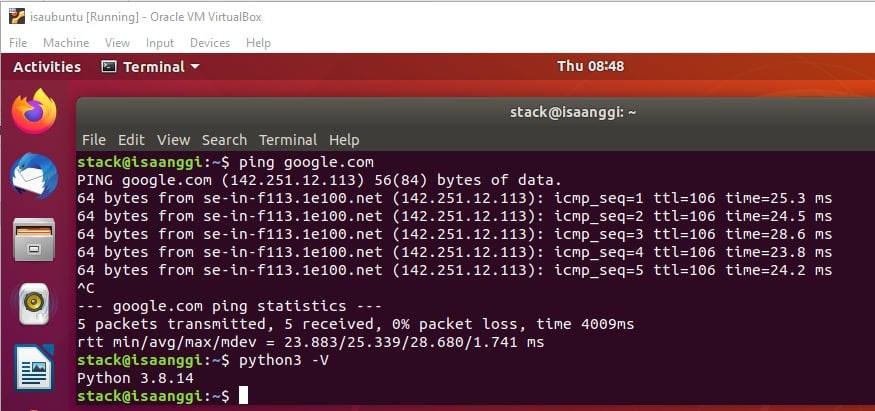 isaubuntu [Running] - Oracle VM VirtualBox
File Machine View Input Devices Help
Activities Terminal Thu 08:48
stack@isaanggi: ~
File Edit View Search Terminal Help
stack@isaanggi:~$ ping google.com
PING google.com (142.251.12.113) 56(84) bytes of data.
64 bytes from se-in-f113.1e100.net (142.251.12.113): icmp_seq=1 ttl=106 time=25.3 ms
64 bytes from se-in-f113.1e100.net (142.251.12.113): icmp_seq=2 ttl=106 time=24.5 ms
64 bytes from se-in-f113.1e100.net (142.251.12.113): icmp_seq=3 ttl=106 time=28.6 ms
64 bytes from se-in-f113.1e100.net (142.251.12.113): icmp_seq=4 ttl=106 time=23.8 ms
64 bytes from se-in-f113.1e100.net (142.251.12.113): icmp_seq=5 ttl=106 time=24.2 ms
^C
--- google.com ping statistics ---
5 packets transmitted, 5 received, 0% packet loss, time 4009ms
rtt min/avg/max/mdev = 23.883/25.339/28.680/1.741 ms
stack@isaanggi:~$ python3 -V
Python 3.8.14
stack@isaanggi:~$